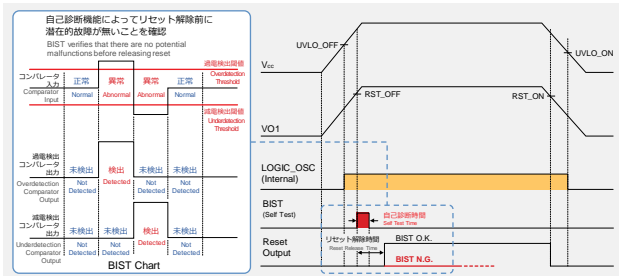 自己診断機能によってリセット解除前に
潜在的故障が無いことを確認
BIST verifies that there are no potential
malfunctions before releasing reset
過電検出閾値
Overdetection
Threshold
コンパレータ
入力
Comparator
Input
正常
Normal
異常
Abnormal
異常
Abnormal
正常
Normal
減電検出閾値
Underdetection
Threshold
過電検出
コンパレータ
出力
Overdetection
Comparator
Output
未検出
Not
Detected
検出
Detected
未検出
Not
Detected
未検出
Not
Detected
減電検出
コンパレータ
出力
Underdetection
Comparator
Output
未検出
Not
Detected
未検出
Not
Detected
検出
Detected
未検出
Not
Detected
BIST Chart
UVLO_OFF
UVLO_ON
Vcc
RST_OFF
RST_ON
VO1
LOGIC_OSC
(Internal)
BIST
(Self Test)
自己診断時間
Self Test Time
Reset
Output
リセット解除時間
Reset Release Time
BIST O.K.
BIST N.G.